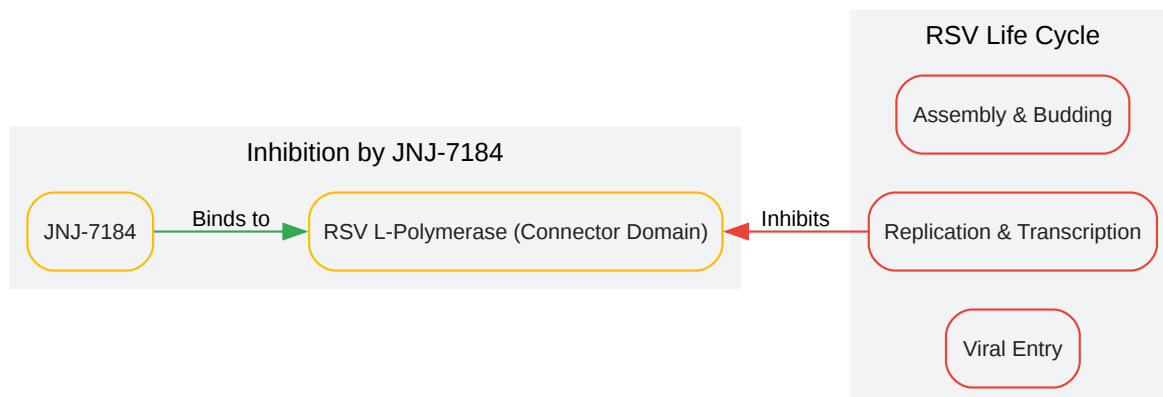 Inhibition by JNJ-7184
JNJ-7184
Binds to
RSV L-Polymerase (Connector Domain)
Inhibits
RSV Life Cycle
Assembly & Budding
Replication & Transcription
Viral Entry